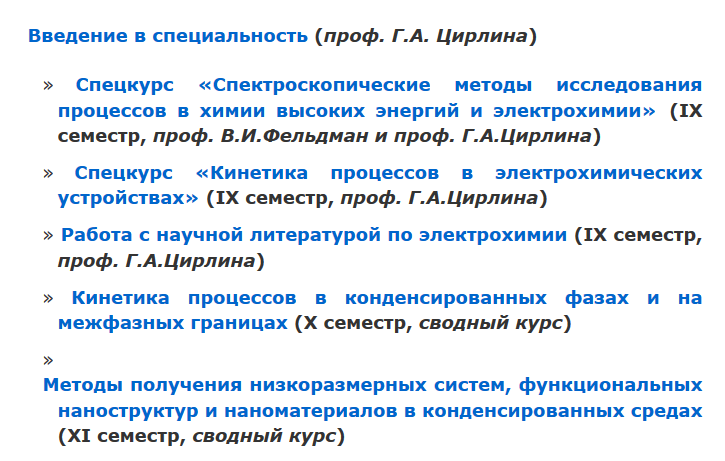 Введение в специальность (проф. Г.А. Цирлина)
» Спецкурс «Спектроскопические методы исследования
процессов в химии высоких энергий и электрохимии» (IX
семестр, проф. В.И.Фельдман и проф. Г.А.Цирлина)
» Спецкурс «Кинетика процессов в электрохимических
устройствах» (IX семестр, проф. Г.А.Цирлина)
» Работа с научной литературой по электрохимии (IX семестр,
проф. Г.А.Цирлина)
» Кинетика процессов в конденсированных фазах и на
межфазных границах (X семестр, сводный курс)
»
Методы получения низкоразмерных систем, функциональных
наноструктур и наноматериалов в конденсированных средах
(XI семестр, сводный курс)